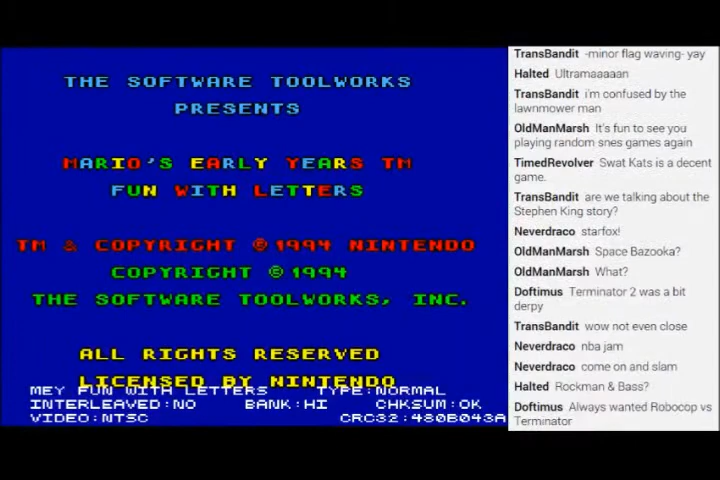 THE SOFTWARE TOOLWORKS
PRESENTS
MARIO'S EARLY YEARS TM
FUN WITH LETTERS
TM & COPYRIGHT ©1994 NINTENDO
COPYRIGHT ©1994
THE SOFTWARE TOOLWORKS, INC.
ALL RIGHTS RESERVED
LICENSED BY NINTENDO
MEY FUN WITH LETTERS TYPE:NORMAL
INTERLEAVED:NO BANK:HI CHKSUM:OK
VIDEO:NTSC CRC32:480B043A
TransBandit -minor flag waving- yay
Halted Ultramaaaaan
TransBandit i'm confused by the
lawnmower man
OldManMarsh It's fun to see you
playing random snes games again
TimedRevolver Swat Kats is a decent
game.
TransBandit are we talking about the
Stephen King story?
Neverdraco starfox!
OldManMarsh Space Bazooka?
OldManMarsh What?
Doftimus Terminator 2 was a bit
derpy
TransBandit wow not even close
Neverdraco nba jam
Neverdraco come on and slam
Halted Rockman & Bass?
Doftimus Always wanted Robocop vs
Terminator